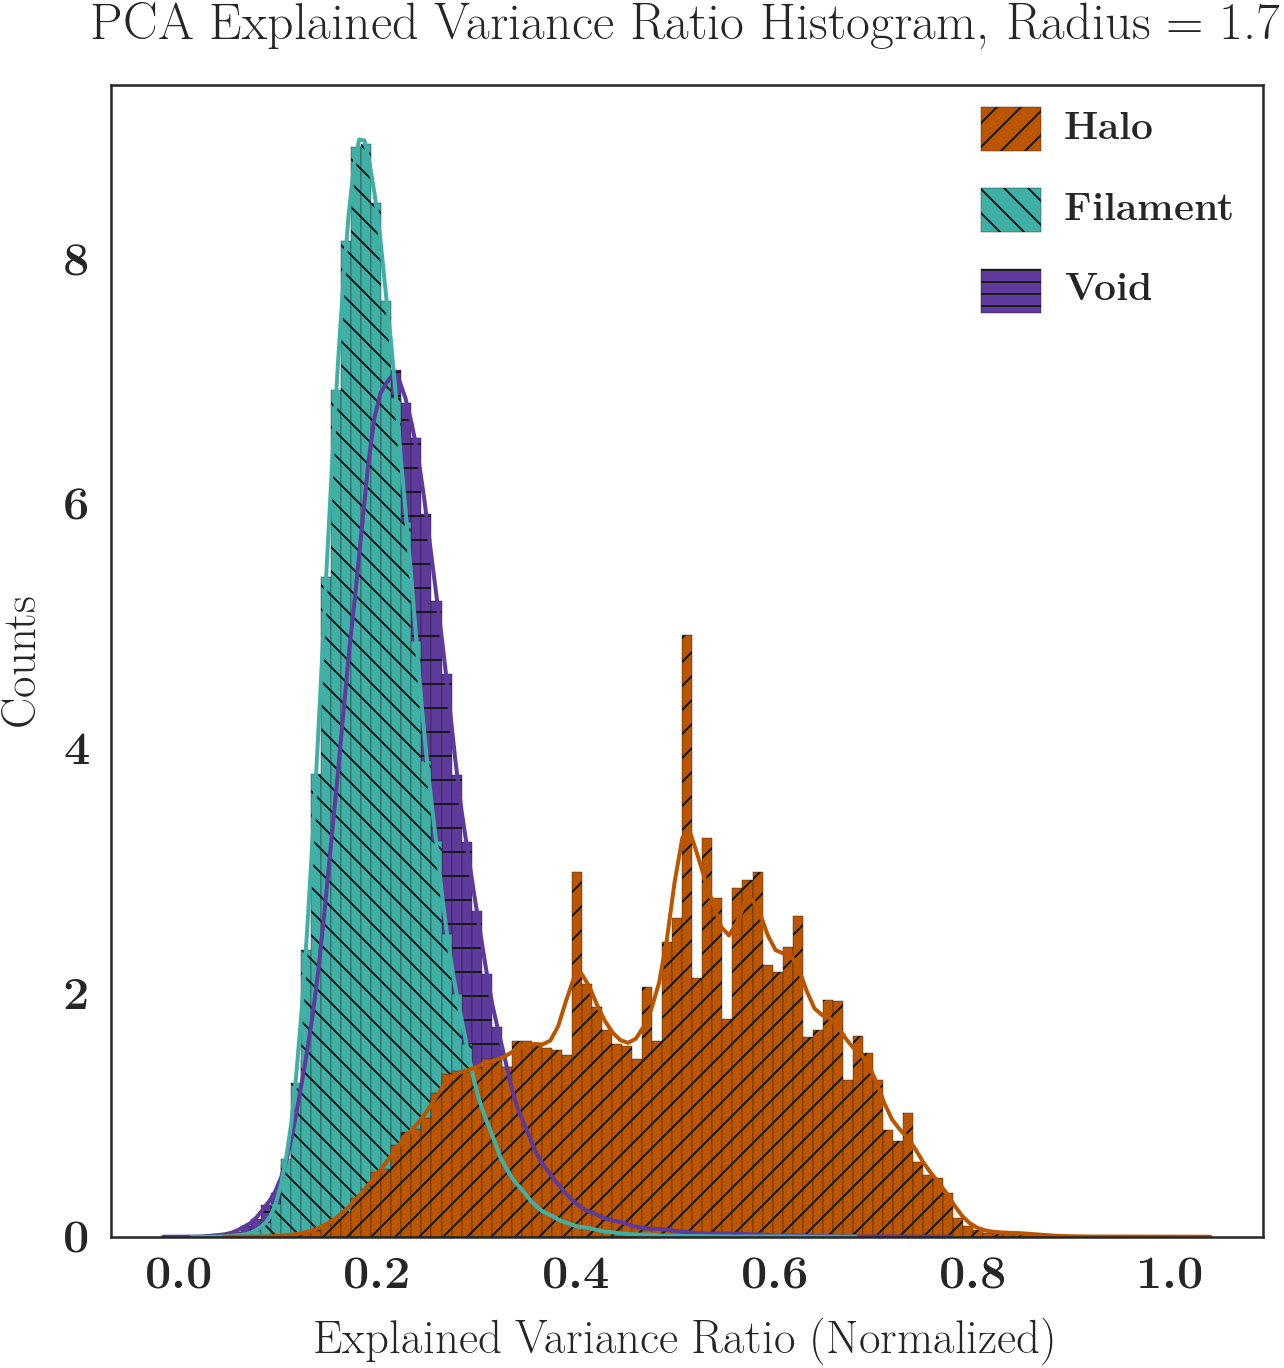 PCA Explained Variance Ratio Histogram, Radius = 1.7
Halo
Filament
Void
8
6
4
2
0
Counts
0.0 0.2 0.4 0.6 0.8 1.0
Explained Variance Ratio (Normalized)